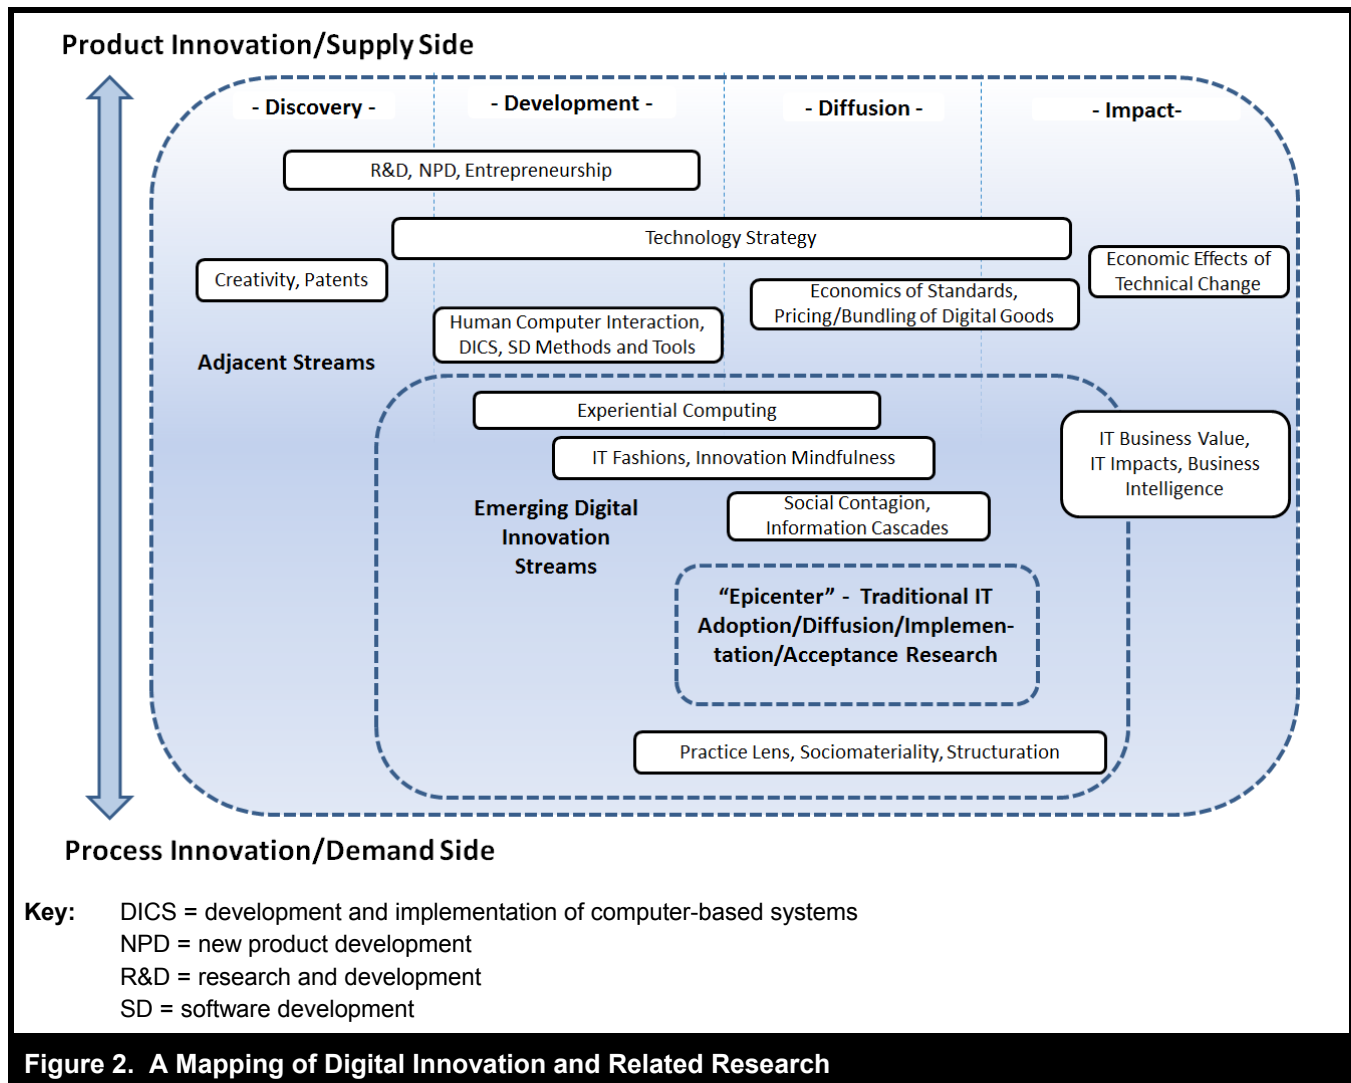 Product Innovation/Supply Side
- Discovery -
- Development -
- Diffusion -
- Impact-
R&D, NPD, Entrepreneurship
Technology Strategy
Creativity, Patents
Economic Effects of
Technical Change
Economics of Standards,
Pricing/Bundling of Digital Goods
Human Computer Interaction,
DICS, SD Methods and Tools
Adjacent Streams
Experiential Computing
IT Fashions, Innovation Mindfulness
IT Business Value,
IT Impacts, Business
Intelligence
Social Contagion,
Information Cascades
Emerging Digital
Innovation
Streams
“Epicenter” - Traditional IT
Adoption/Diffusion/Implemen-
tation/Acceptance Research
Practice Lens, Sociomateriality, Structuration
Process Innovation/Demand Side
Key: DICS = development and implementation of computer-based systems
NPD = new product development
R&D = research and development
SD = software development
Figure 2. A Mapping of Digital Innovation and Related Research